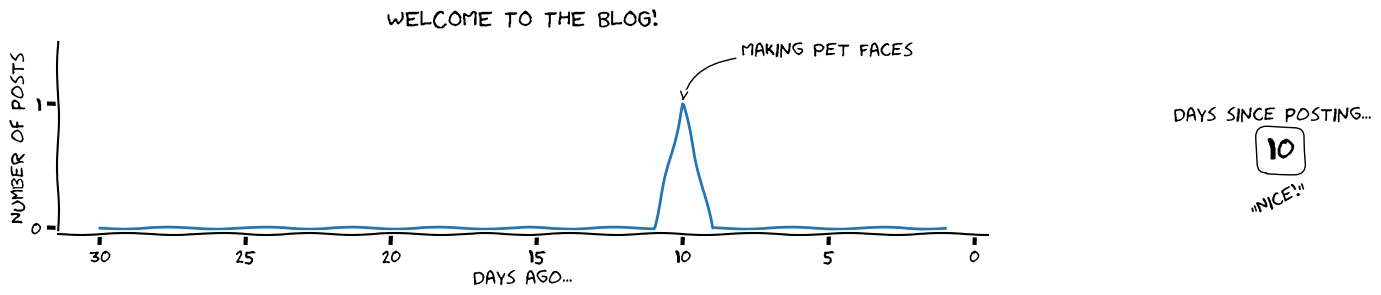 WELCOME TO THE BLOG!
MAKING PET FACES
NUMBER OF POSTS
1
0
30 25 20 15 10 5 0
DAYS AGO...
DAYS SINCE POSTING...
10
"NICE!"